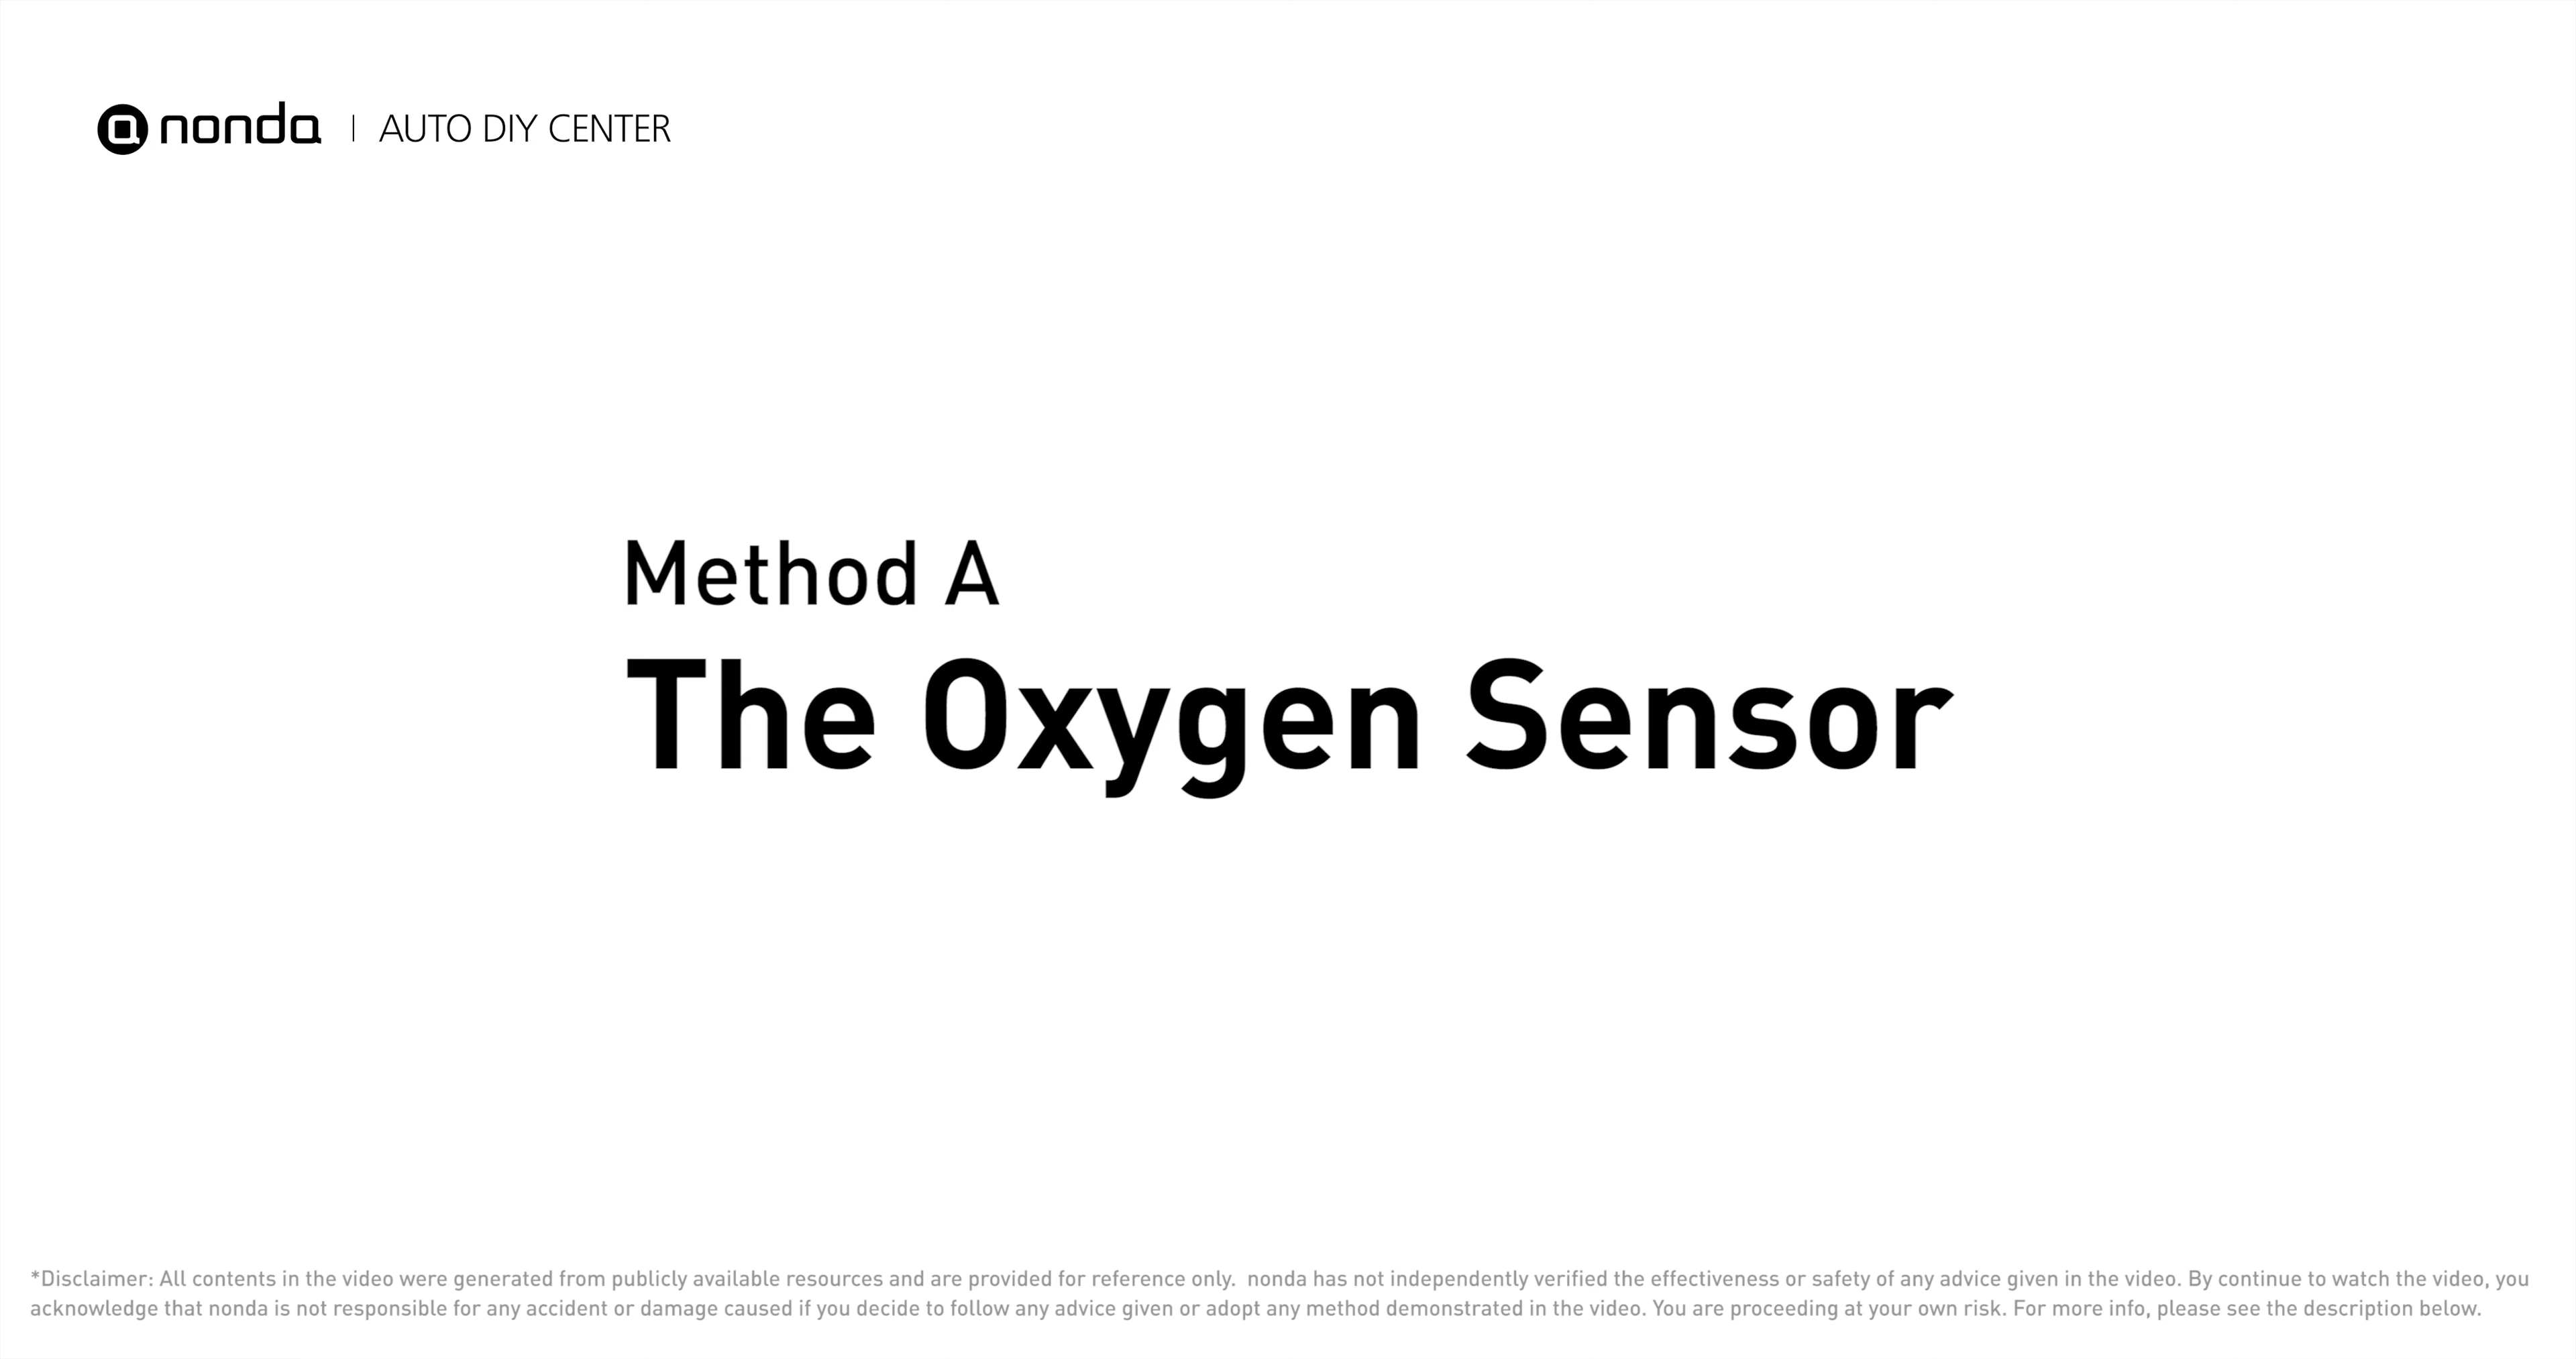 nonda | AUTO DIY CENTER
Method A
The Oxygen Sensor
*Disclaimer: All contents in the video were generated from publicly available resources and are provided for reference only.  nonda has not independently verified the effectiveness or safety of any advice given in the video. By continue to watch the video, you
acknowledge that nonda is not responsible for any accident or damage caused if you decide to follow any advice given or adopt any method demonstrated in the video. You are proceeding at your own risk. For more info, please see the description below.